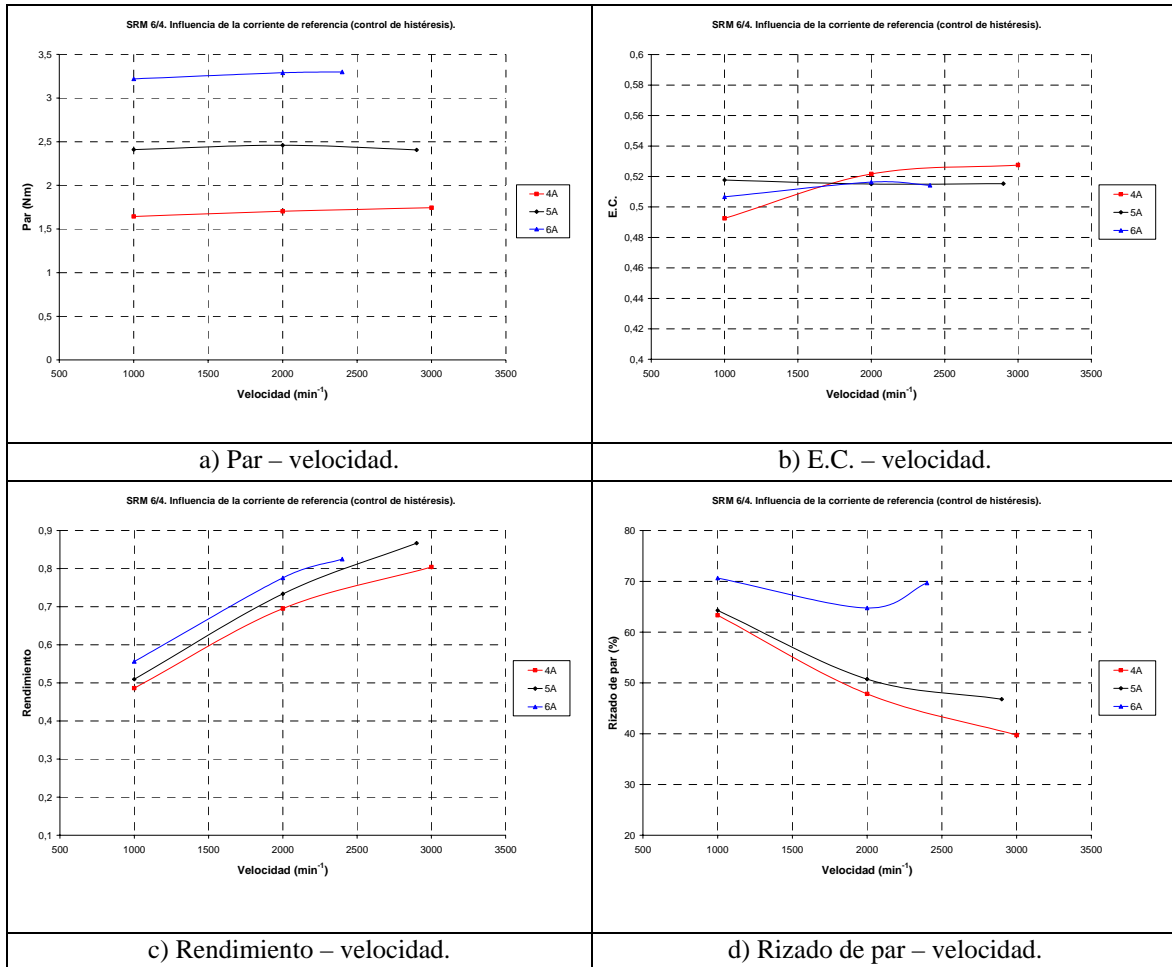 SRM 6/4. Influencia de la corriente de referencia (control de histéresis).
3,5
3
2,5
2
1,5
1
0,5
0
Par (Nm)
500 1000 1500 2000 2500 3000 3500
Velocidad (min⁻¹)
4A
5A
6A
a) Par – velocidad.
SRM 6/4. Influencia de la corriente de referencia (control de histéresis).
0,6
0,58
0,56
0,54
0,52
0,5
0,48
0,46
0,44
0,42
0,4
E.C.
500 1000 1500 2000 2500 3000 3500
Velocidad (min⁻¹)
4A
5A
6A
b) E.C. – velocidad.
SRM 6/4. Influencia de la corriente de referencia (control de histéresis).
0,9
0,8
0,7
0,6
0,5
0,4
0,3
0,2
0,1
Rendimiento
500 1000 1500 2000 2500 3000 3500
Velocidad (min⁻¹)
4A
5A
6A
c) Rendimiento – velocidad.
SRM 6/4. Influencia de la corriente de referencia (control de histéresis).
80
70
60
50
40
30
20
Rizado de par (%)
500 1000 1500 2000 2500 3000 3500
Velocidad (min⁻¹)
4A
5A
6A
d) Rizado de par – velocidad.